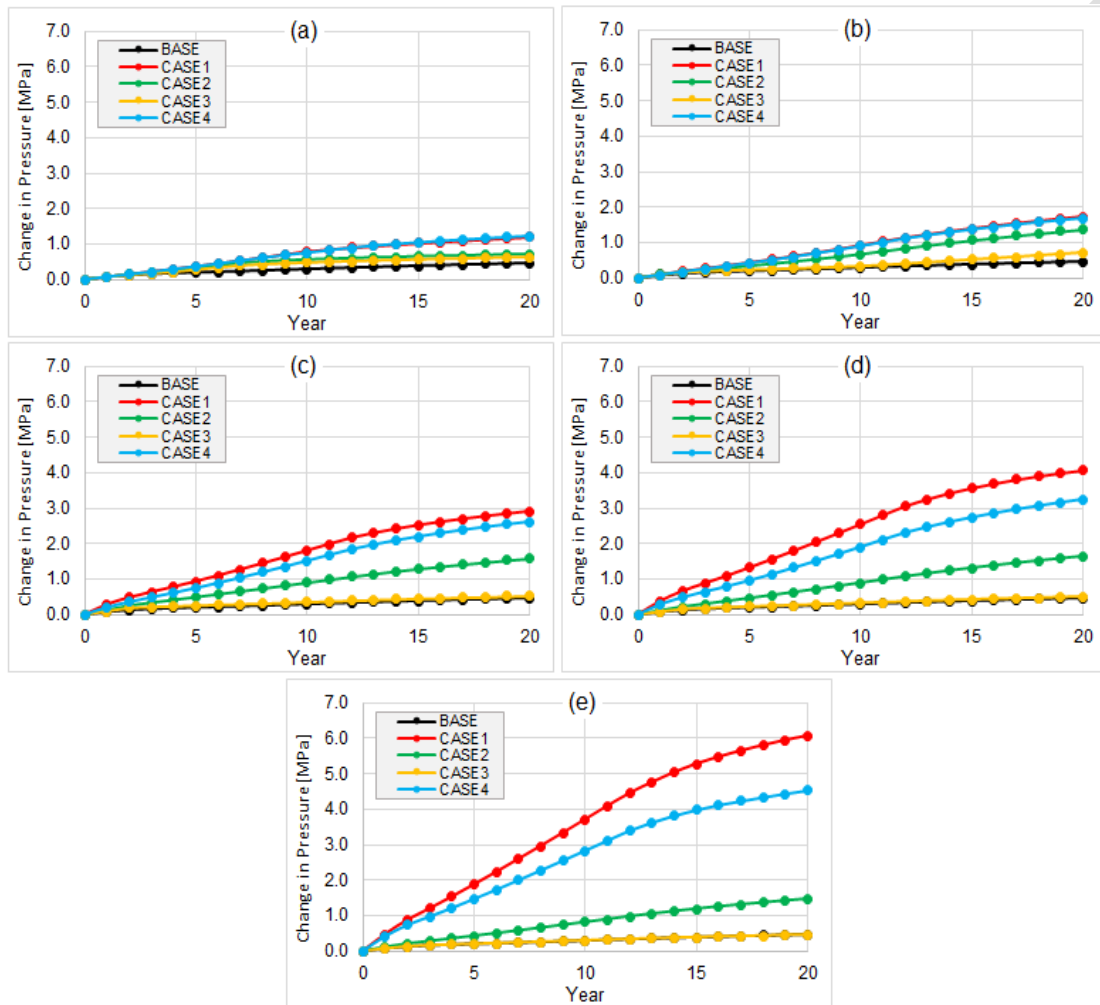 (a)
Change in Pressure [MPa]
7.0
6.0
5.0
4.0
3.0
2.0
1.0
0.0
BASE
CASE1
CASE2
CASE3
CASE4
0 5 10 15 20
Year
(b)
Change in Pressure [MPa]
7.0
6.0
5.0
4.0
3.0
2.0
1.0
0.0
BASE
CASE1
CASE2
CASE3
CASE4
0 5 10 15 20
Year
(c)
Change in Pressure [MPa]
7.0
6.0
5.0
4.0
3.0
2.0
1.0
0.0
BASE
CASE1
CASE2
CASE3
CASE4
0 5 10 15 20
Year
(d)
Change in Pressure [MPa]
7.0
6.0
5.0
4.0
3.0
2.0
1.0
0.0
BASE
CASE1
CASE2
CASE3
CASE4
0 5 10 15 20
Year
(e)
Change in Pressure [MPa]
7.0
6.0
5.0
4.0
3.0
2.0
1.0
0.0
BASE
CASE1
CASE2
CASE3
CASE4
0 5 10 15 20
Year